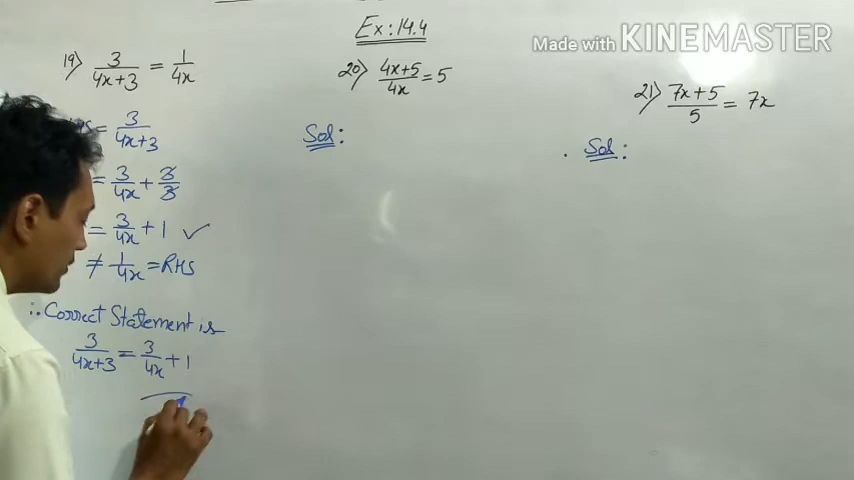 Ex: 14.4
Made with KINEMASTER
19) 3/(4x+3) = 1/4x
= 3/(4x+3)
= 3/4x + 3/3
= 3/4x + 1 ✓
≠ 1/4x = RHS
∴ Correct Statement is
3/(4x+3) = 3/4x + 1
20) (4x+5)/4x = 5
Sol:
21) (7x+5)/5 = 7x
Sol: